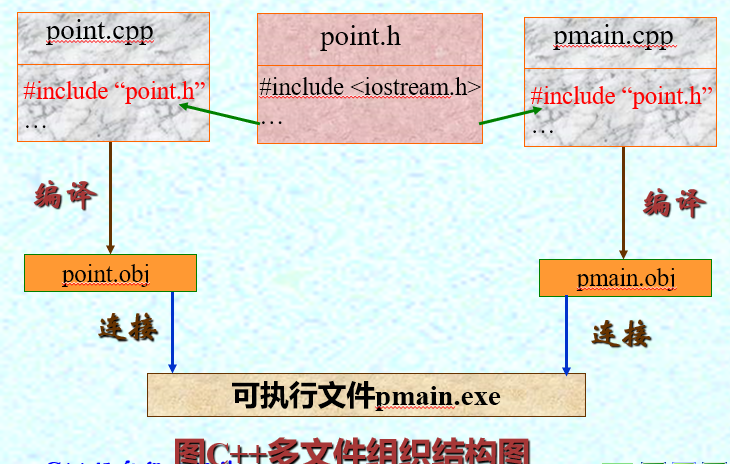 point.cpp
#include “point.h”
…
point.h
#include <iostream.h>
…
pmain.cpp
#include “point.h”
…
编译
编译
point.obj
pmain.obj
连接
连接
可执行文件pmain.exe
图C++多文件组织结构图